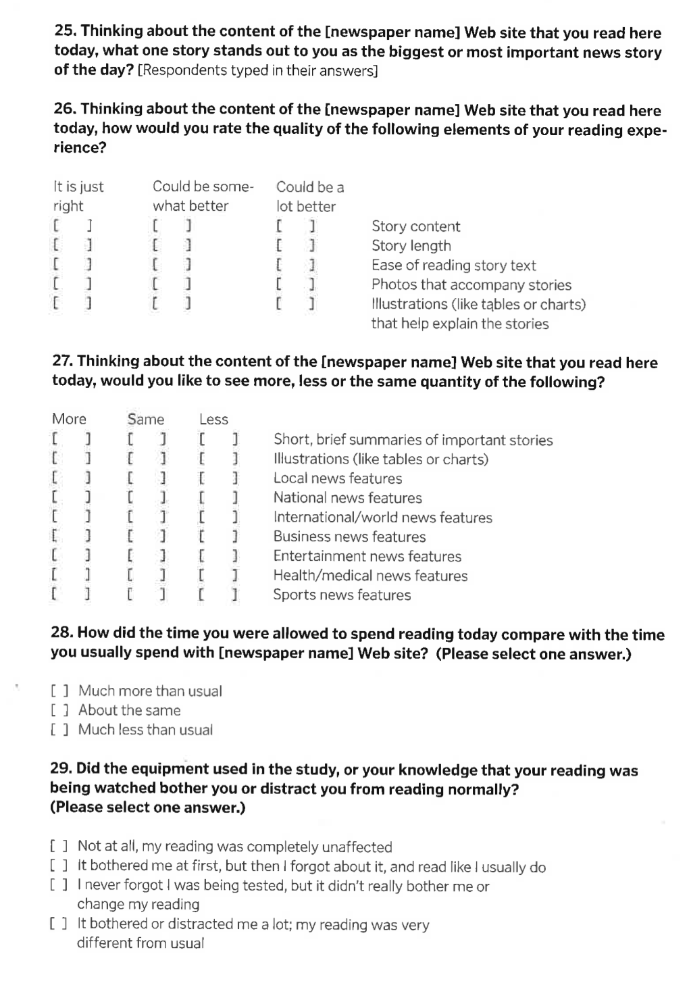 25. Thinking about the content of the [newspaper name] Web site that you read here
today, what one story stands out to you as the biggest or most important news story
of the day? [Respondents typed in their answers]
26. Thinking about the content of the [newspaper name] Web site that you read here
today, how would you rate the quality of the following elements of your reading expe-
rience?
It is just Could be some- Could be a
right what better lot better
[ ] [ ] [ ] Story content
[ ] [ ] [ ] Story length
[ ] [ ] [ ] Ease of reading story text
[ ] [ ] [ ] Photos that accompany stories
[ ] [ ] [ ] Illustrations (like tables or charts)
that help explain the stories
27. Thinking about the content of the [newspaper name] Web site that you read here
today, would you like to see more, less or the same quantity of the following?
More Same Less
[ ] [ ] [ ] Short, brief summaries of important stories
[ ] [ ] [ ] Illustrations (like tables or charts)
[ ] [ ] [ ] Local news features
[ ] [ ] [ ] National news features
[ ] [ ] [ ] International/world news features
[ ] [ ] [ ] Business news features
[ ] [ ] [ ] Entertainment news features
[ ] [ ] [ ] Health/medical news features
[ ] [ ] [ ] Sports news features
28. How did the time you were allowed to spend reading today compare with the time
you usually spend with [newspaper name] Web site? (Please select one answer.)
[ ] Much more than usual
[ ] About the same
[ ] Much less than usual
29. Did the equipment used in the study, or your knowledge that your reading was
being watched bother you or distract you from reading normally?
(Please select one answer.)
[ ] Not at all, my reading was completely unaffected
[ ] It bothered me at first, but then I forgot about it, and read like I usually do
[ ] I never forgot I was being tested, but it didn't really bother me or
change my reading
[ ] It bothered or distracted me a lot; my reading was very
different from usual